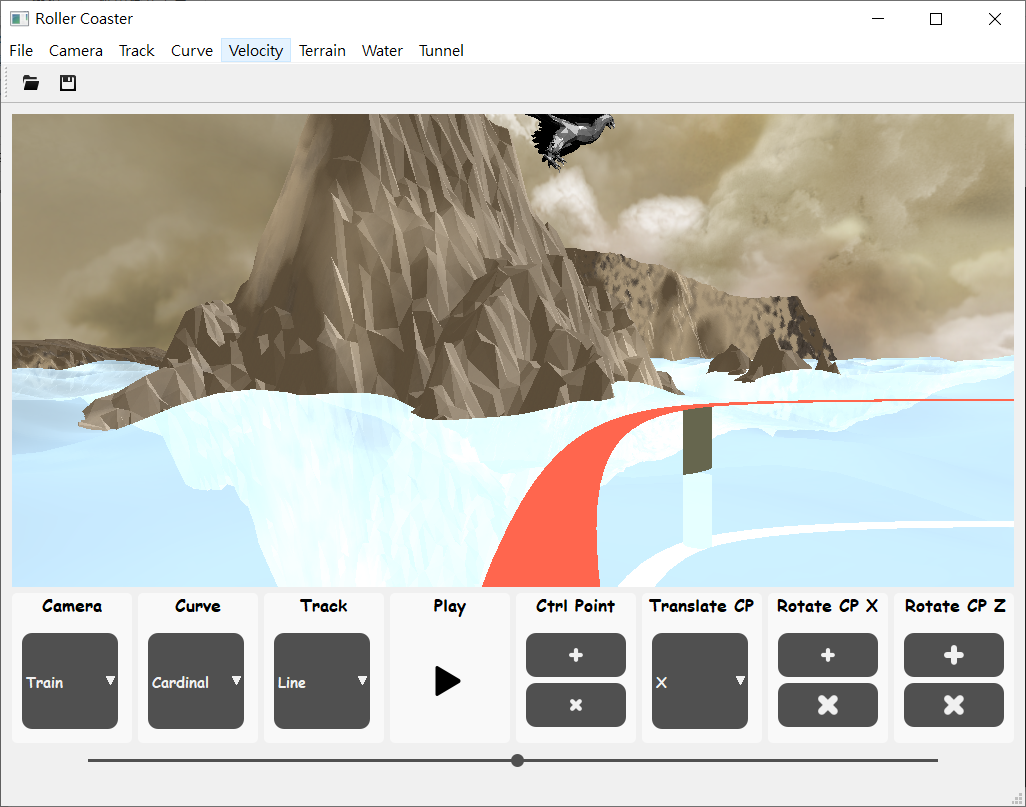 Roller Coaster
File Camera Track Curve Velocity Terrain Water Tunnel
Camera Curve Track Play Ctrl Point Translate CP Rotate CP X Rotate CP Z
Train Cardinal Line X